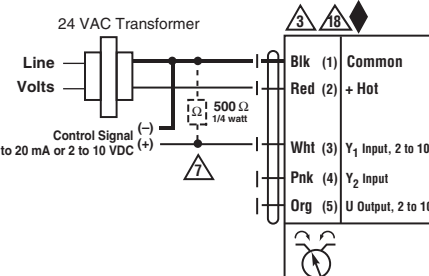 24 VAC Transformer
3 18
Line
Volts
Blk (1) Common
Red (2) + Hot
Ω 500 Ω
1/4 watt
Control Signal (–)
to 20 mA or 2 to 10 VDC (+)
7
Wht (3) Y1 Input, 2 to 10
Pnk (4) Y2 Input
Org (5) U Output, 2 to 10